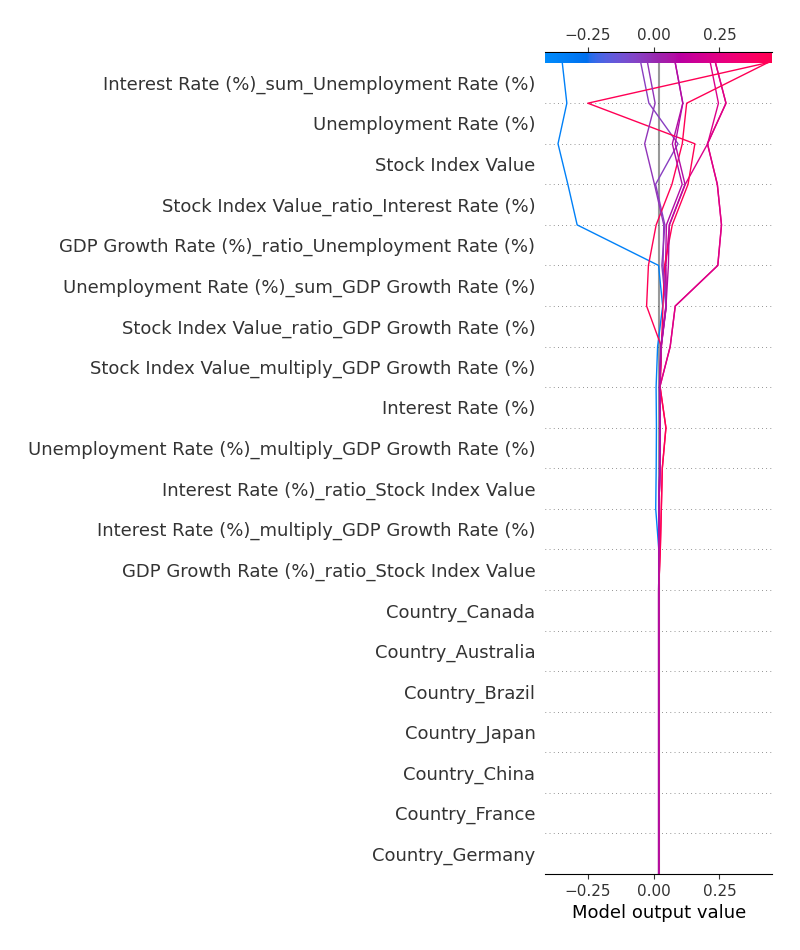 −0.25 0.00 0.25
Interest Rate (%)_sum_Unemployment Rate (%)
Unemployment Rate (%)
Stock Index Value
Stock Index Value_ratio_Interest Rate (%)
GDP Growth Rate (%)_ratio_Unemployment Rate (%)
Unemployment Rate (%)_sum_GDP Growth Rate (%)
Stock Index Value_ratio_GDP Growth Rate (%)
Stock Index Value_multiply_GDP Growth Rate (%)
Interest Rate (%)
Unemployment Rate (%)_multiply_GDP Growth Rate (%)
Interest Rate (%)_ratio_Stock Index Value
Interest Rate (%)_multiply_GDP Growth Rate (%)
GDP Growth Rate (%)_ratio_Stock Index Value
Country_Canada
Country_Australia
Country_Brazil
Country_Japan
Country_China
Country_France
Country_Germany
−0.25 0.00 0.25
Model output value